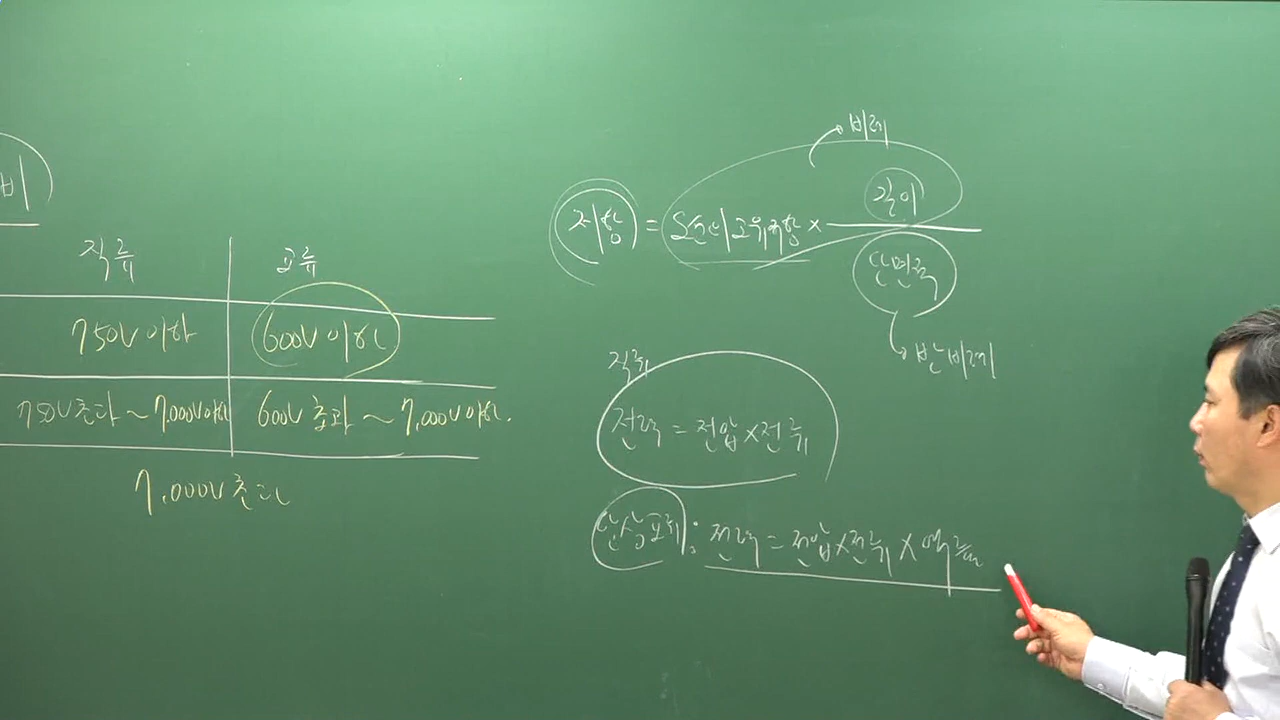 비
직류 교류
750V 이하 600V 이하
750V 초과 ~ 7,000V 이하 600V 초과 ~ 7,000V 이하.
7,000V 초과
비례
저항 = 고유저항 × 길이
단면적
반비례
직류
전력 = 전압 × 전류
단상교류 : 전력 = 전압 × 전류 × 역률